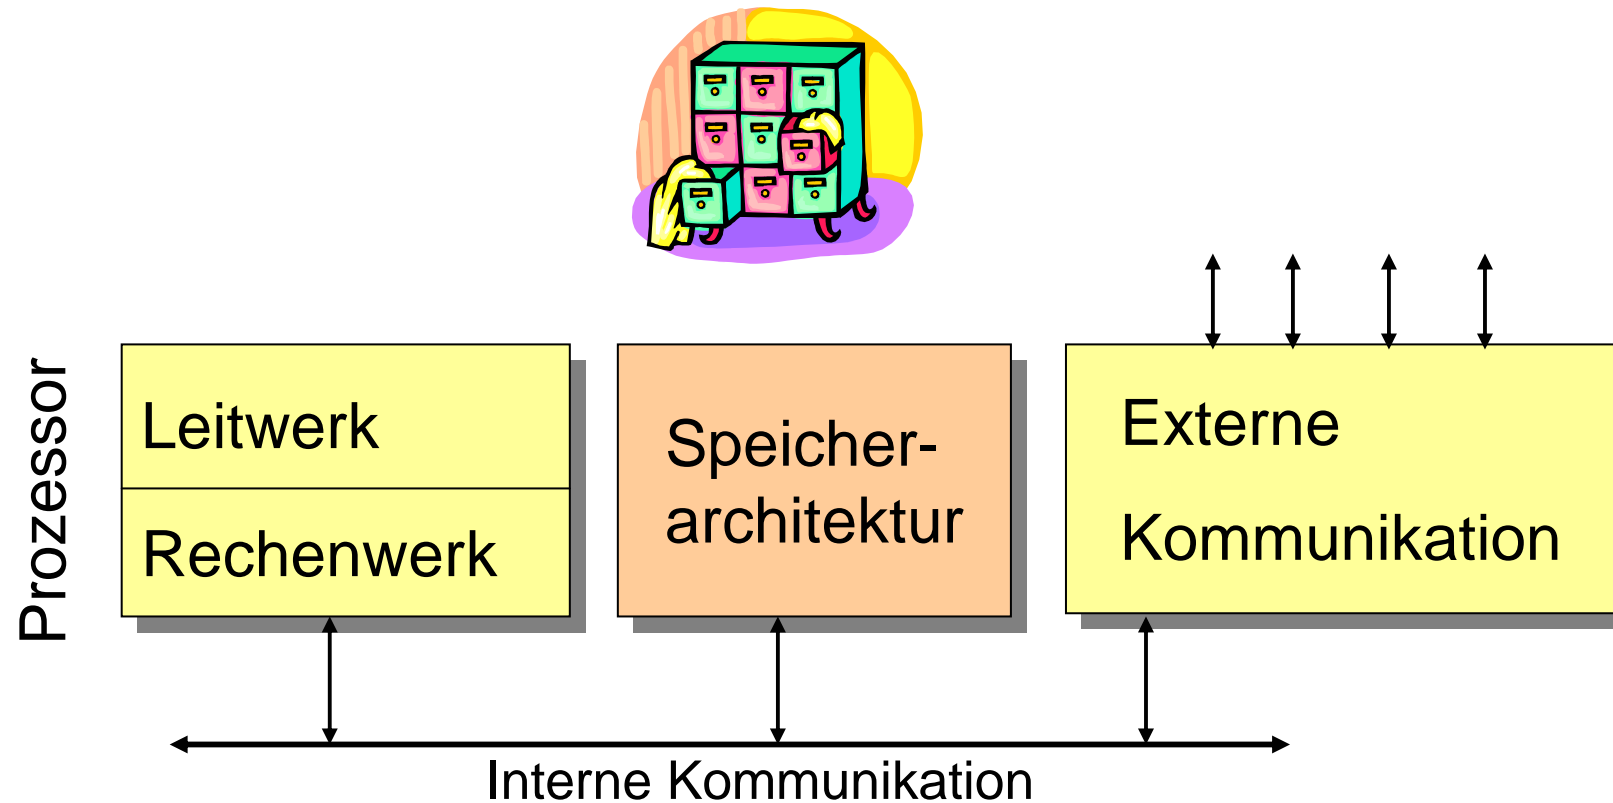 Prozessor
Leitwerk
Rechenwerk
Speicher-
architektur
Externe
Kommunikation
Interne Kommunikation